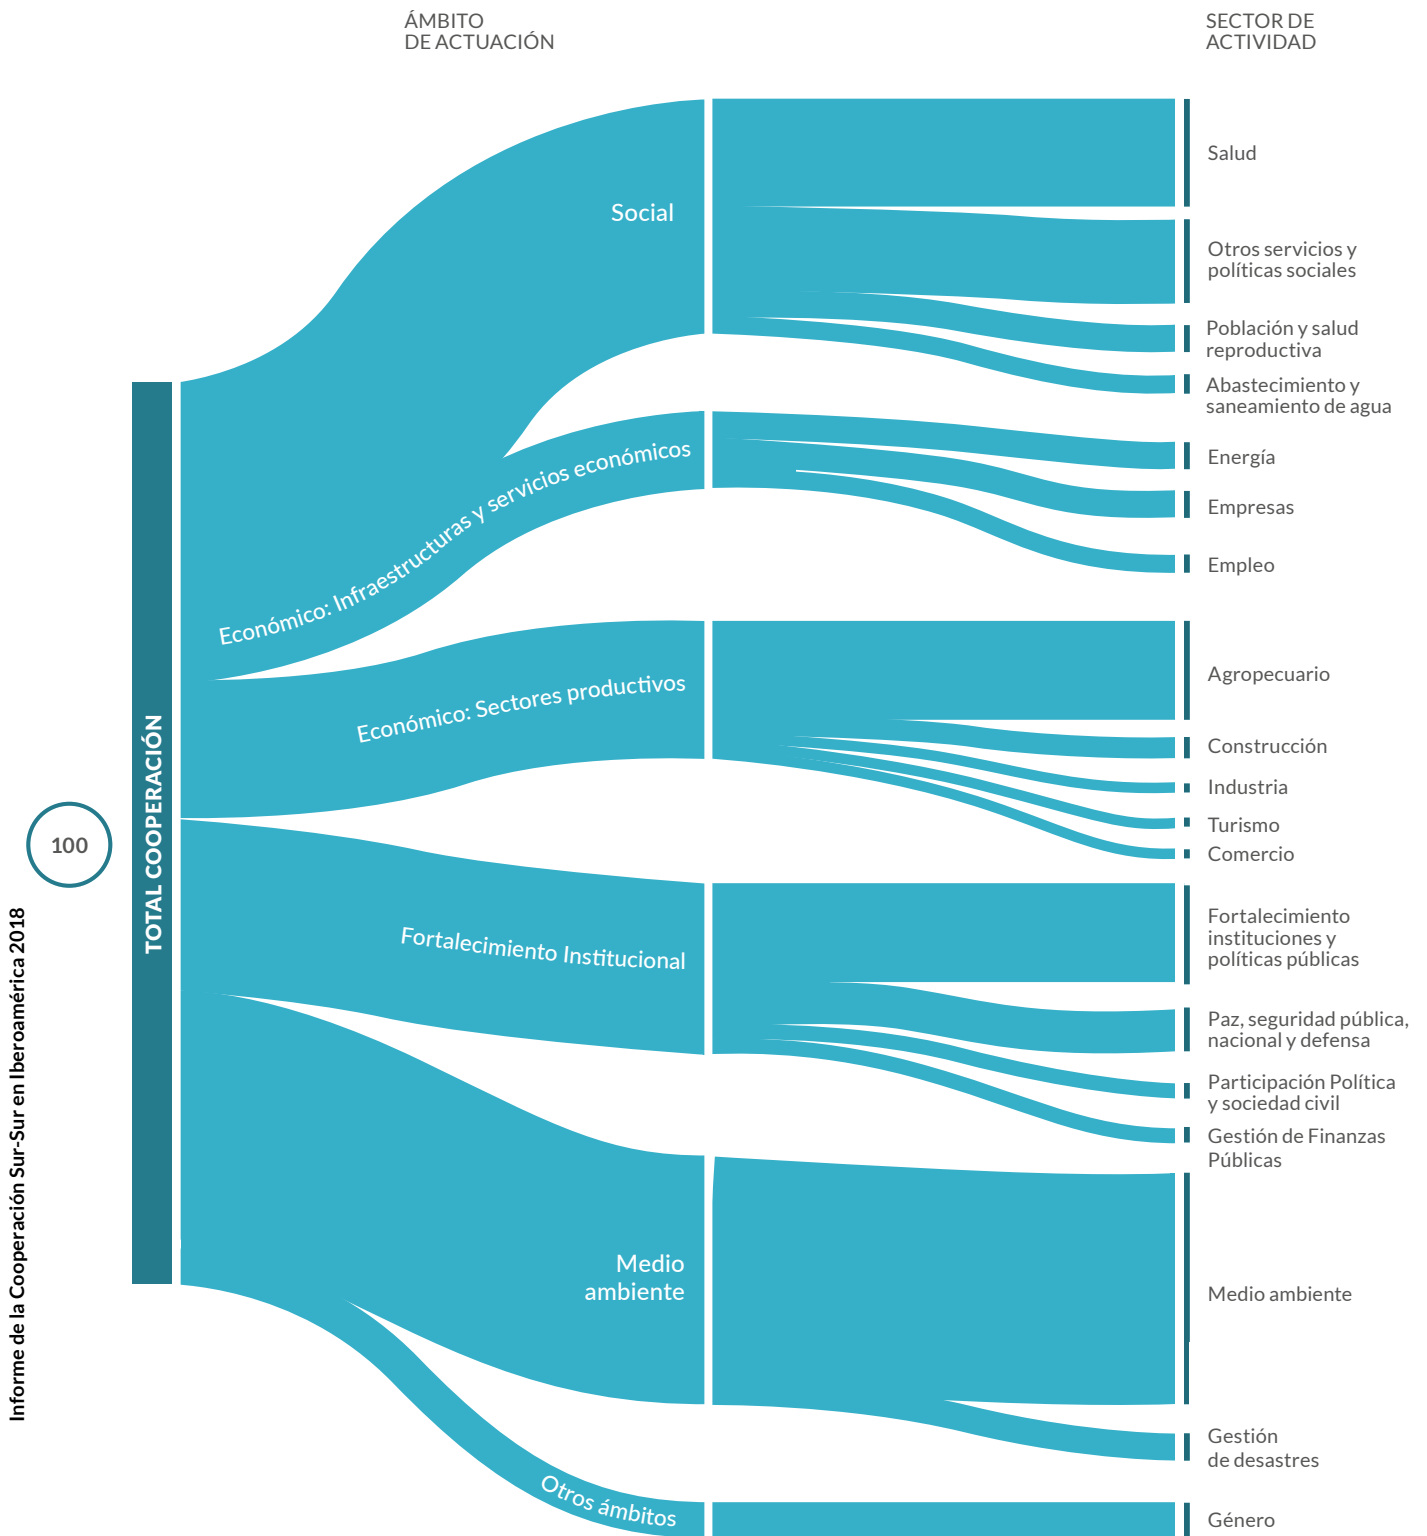 ÁMBITO
DE ACTUACIÓN
SECTOR DE
ACTIVIDAD
Social
Salud
Otros servicios y
políticas sociales
Población y salud
reproductiva
Abastecimiento y
saneamiento de agua
Económico: Infraestructuras y servicios económicos
Energía
Empresas
Empleo
Económico: Sectores productivos
Agropecuario
Construcción
Industria
Turismo
Comercio
TOTAL COOPERACIÓN
100
Informe de la Cooperación Sur-Sur en Iberoamérica 2018
Fortalecimiento Institucional
Fortalecimiento
instituciones y
políticas públicas
Paz, seguridad pública,
nacional y defensa
Participación Política
y sociedad civil
Gestión de Finanzas
Públicas
Medio
ambiente
Medio ambiente
Gestión
de desastres
Otros ámbitos
Género